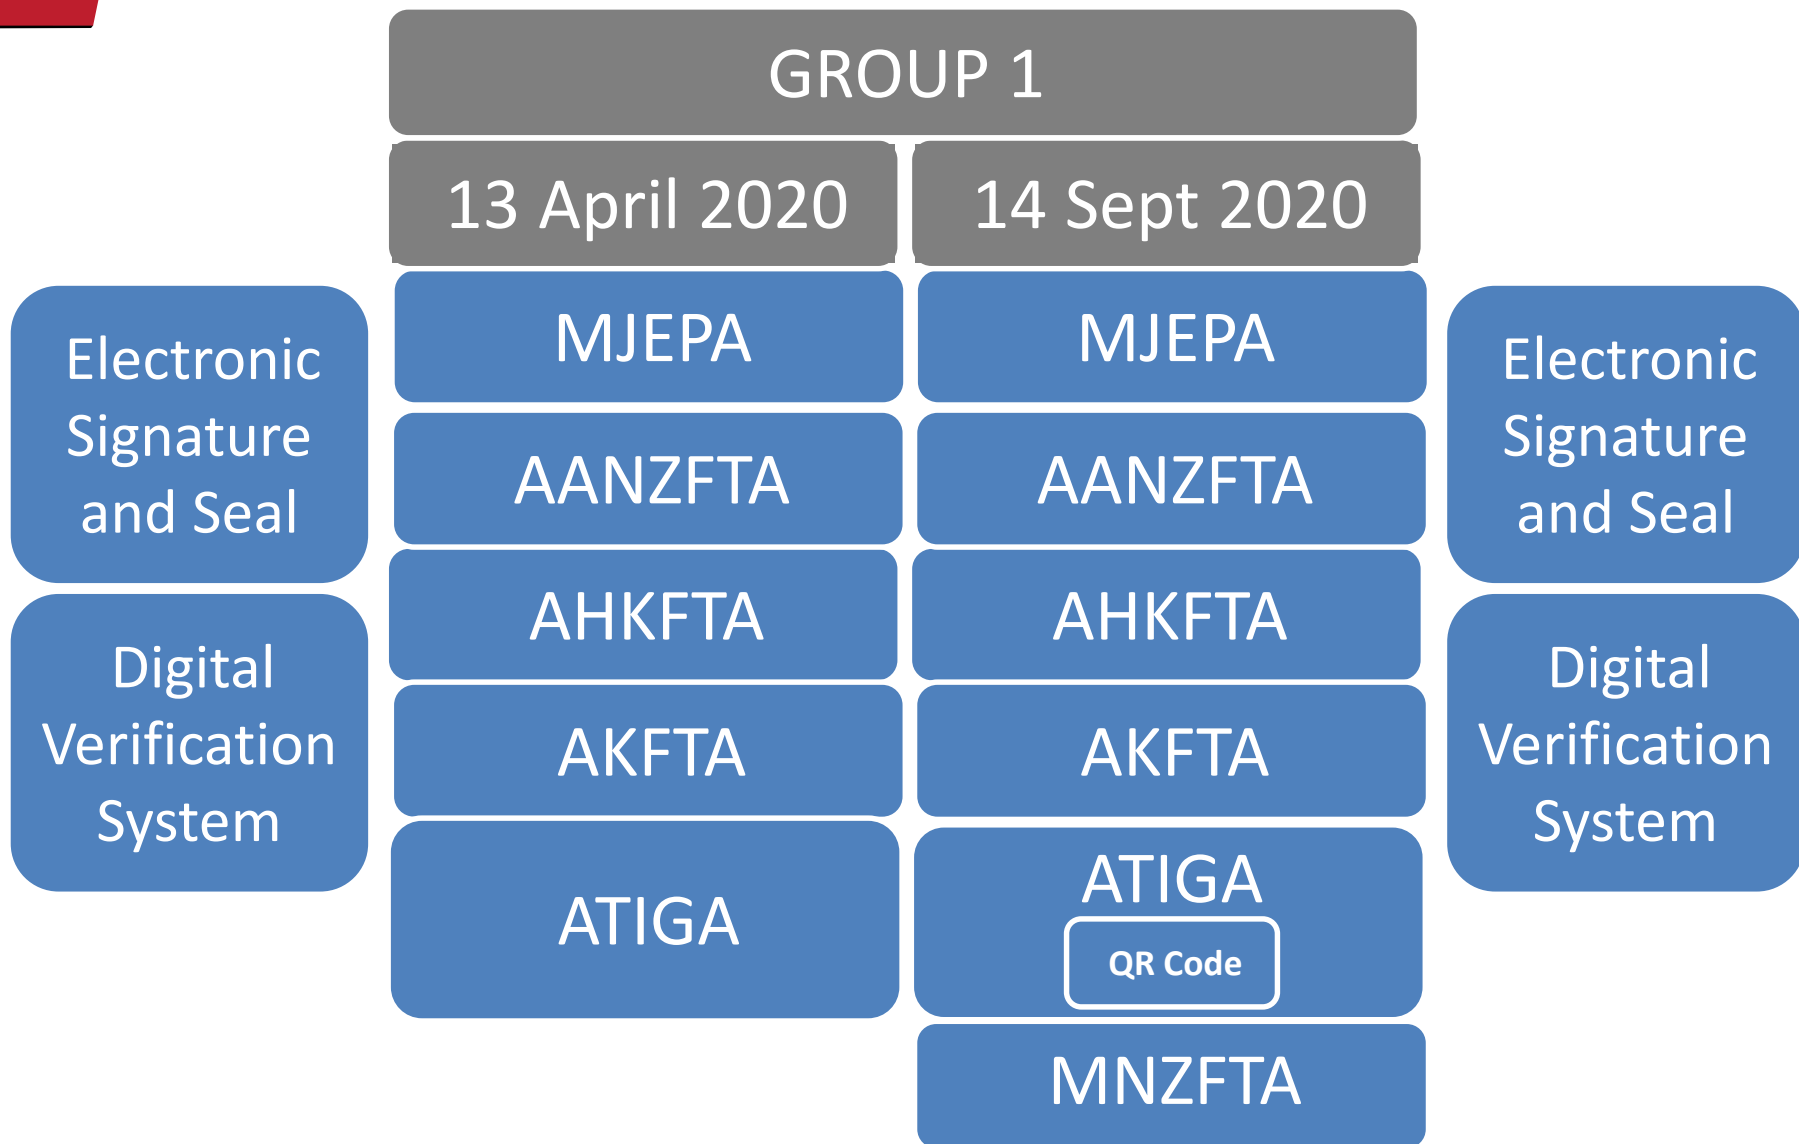 GROUP 1
13 April 2020
14 Sept 2020
Electronic
Signature
and Seal
Digital
Verification
System
MJEPA
AANZFTA
AHKFTA
AKFTA
ATIGA
MJEPA
AANZFTA
AHKFTA
AKFTA
ATIGA
QR Code
MNZFTA
Electronic
Signature
and Seal
Digital
Verification
System